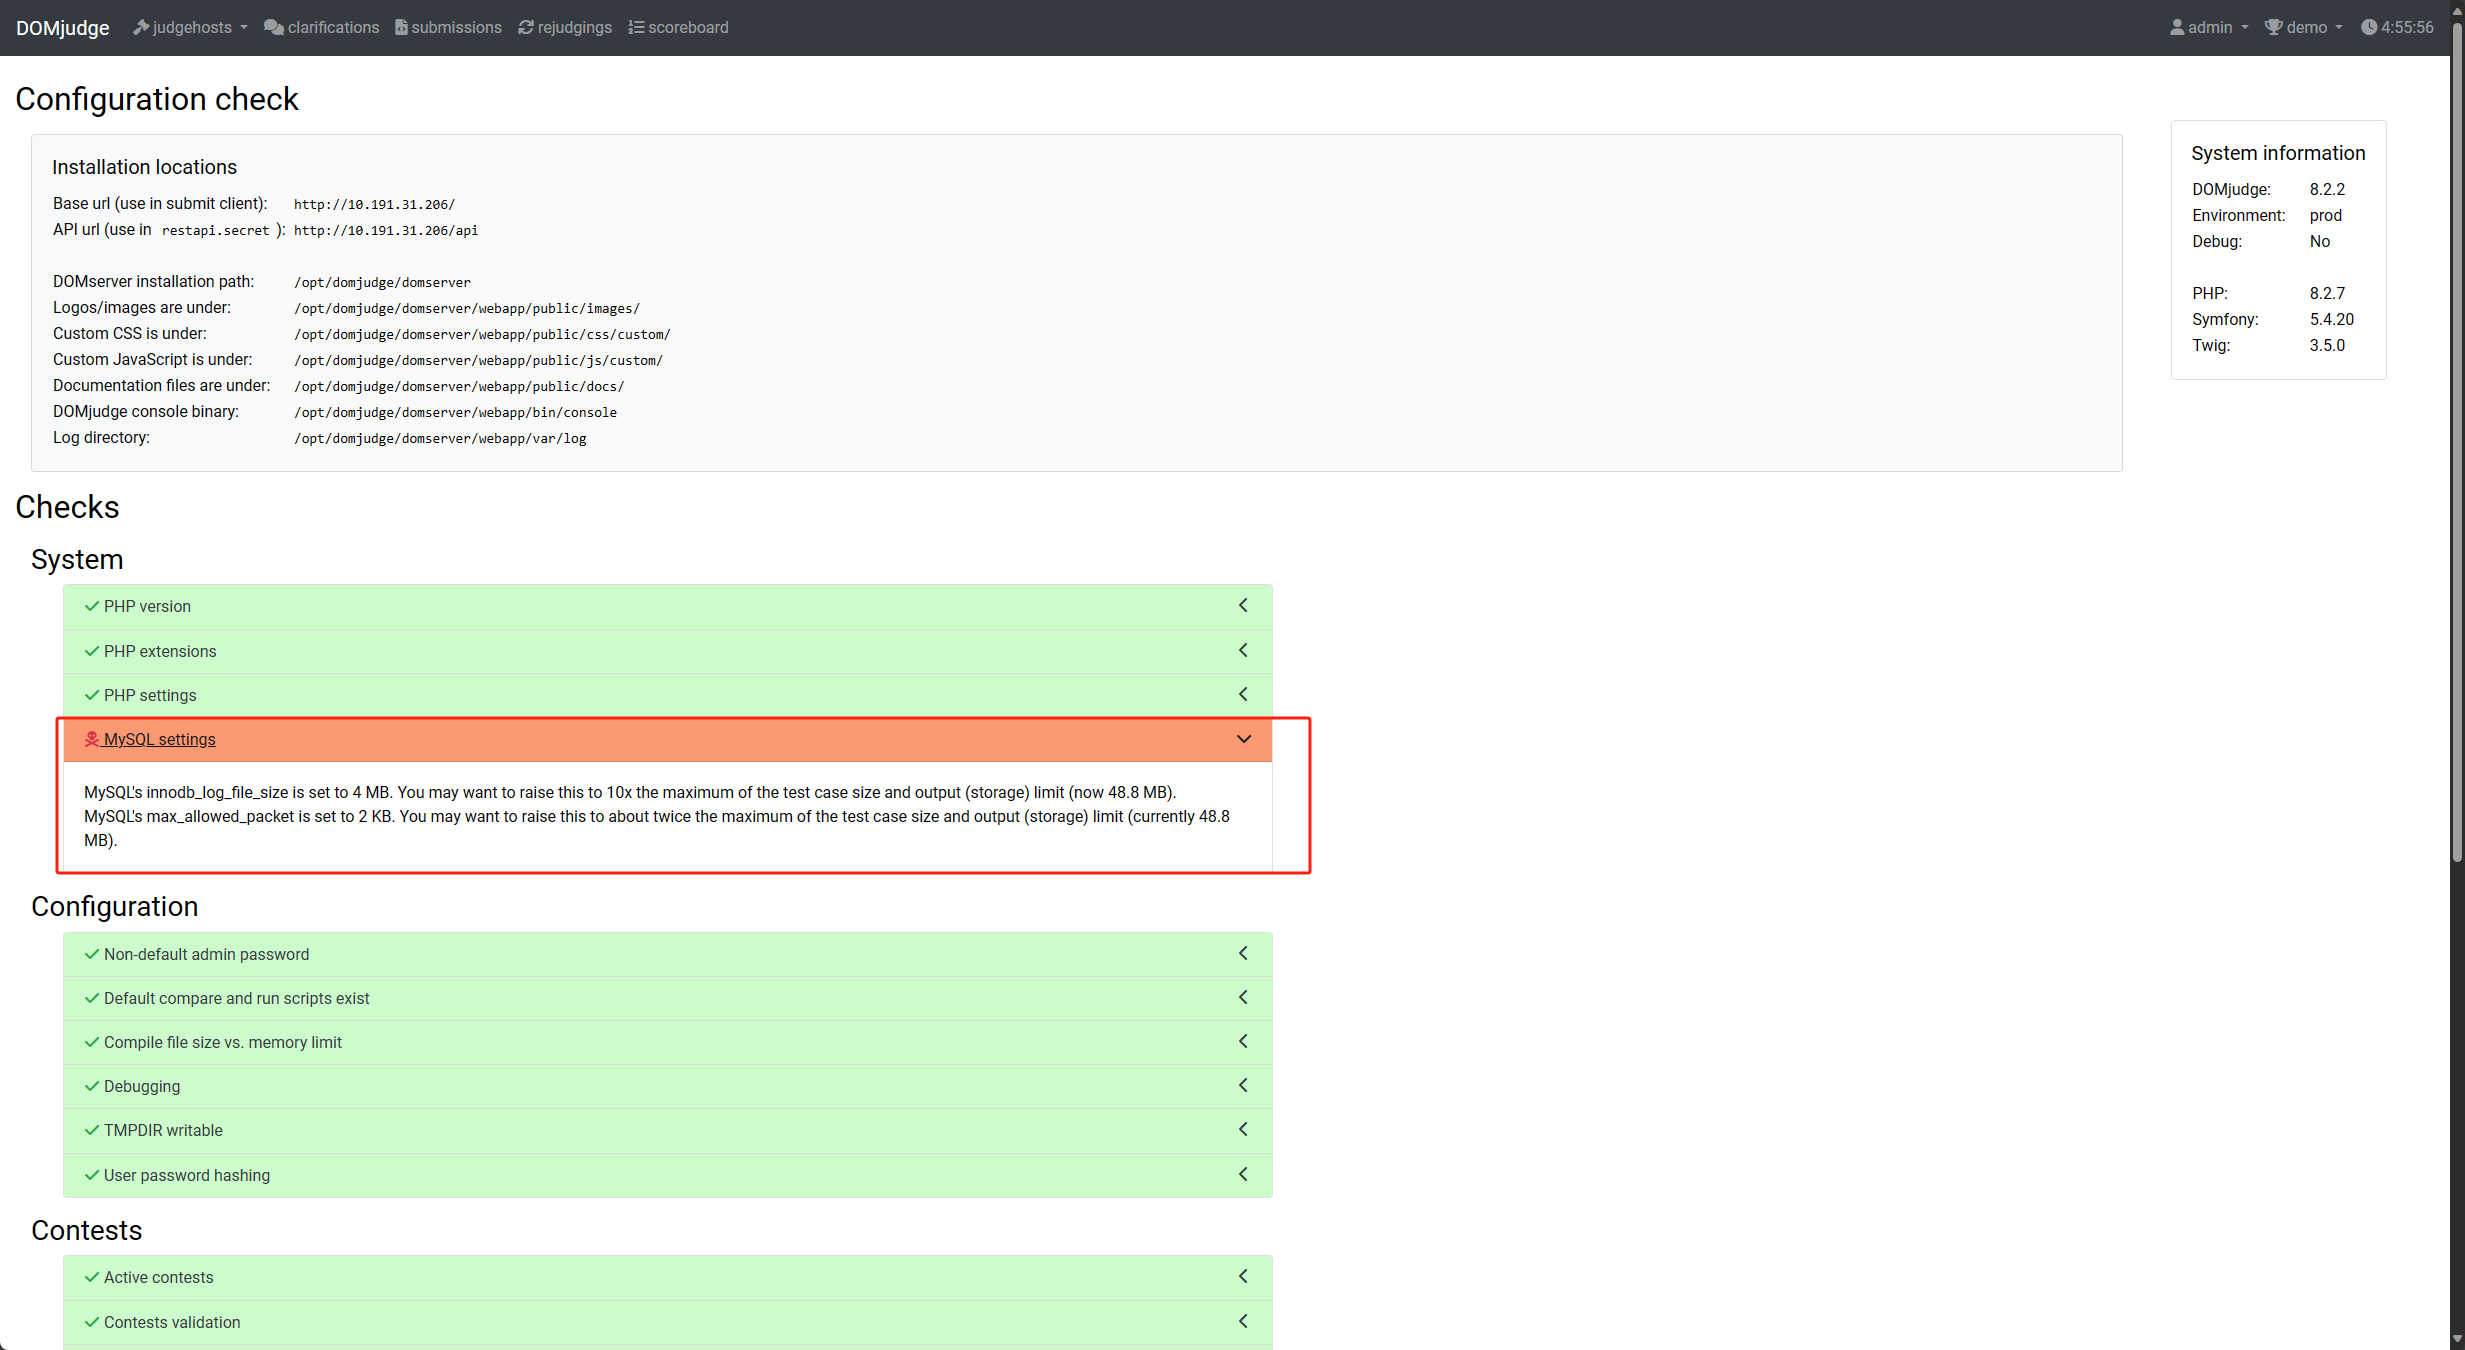 DOMjudge judgehosts clarifications submissions rejudgings scoreboard admin demo 4:55:56
Configuration check
Installation locations
Base url (use in submit client): http://10.191.31.206/
API url (use in restapi.secret ): http://10.191.31.206/api
DOMserver installation path: /opt/domjudge/domserver
Logos/images are under: /opt/domjudge/domserver/webapp/public/images/
Custom CSS is under: /opt/domjudge/domserver/webapp/public/css/custom/
Custom JavaScript is under: /opt/domjudge/domserver/webapp/public/js/custom/
Documentation files are under: /opt/domjudge/domserver/webapp/public/docs/
DOMjudge console binary: /opt/domjudge/domserver/webapp/bin/console
Log directory: /opt/domjudge/domserver/webapp/var/log
System information
DOMjudge: 8.2.2
Environment: prod
Debug: No
PHP: 8.2.7
Symfony: 5.4.20
Twig: 3.5.0
Checks
System
PHP version
PHP extensions
PHP settings
MySQL settings
MySQL's innodb_log_file_size is set to 4 MB. You may want to raise this to 10x the maximum of the test case size and output (storage) limit (now 48.8 MB).
MySQL's max_allowed_packet is set to 2 KB. You may want to raise this to about twice the maximum of the test case size and output (storage) limit (currently 48.8
MB).
Configuration
Non-default admin password
Default compare and run scripts exist
Compile file size vs. memory limit
Debugging
TMPDIR writable
User password hashing
Contests
Active contests
Contests validation